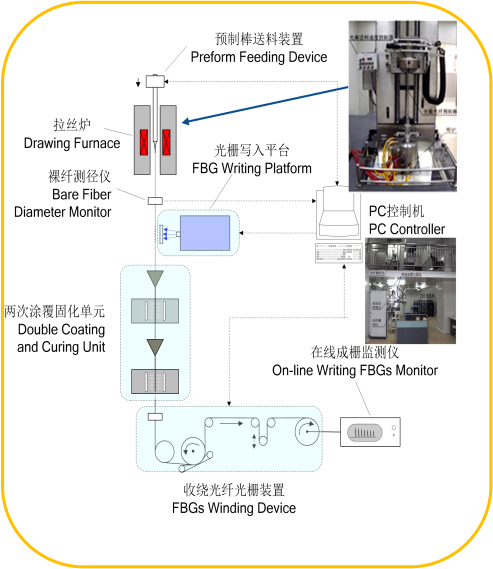 预制棒送料装置
Preform Feeding Device
拉丝炉
Drawing Furnace
光栅写入平台
FBG Writing Platform
裸纤测径仪
Bare Fiber
Diameter Monitor
PC控制机
PC Controller
两次涂覆固化单元
Double Coating
and Curing Unit
在线成栅监测仪
On-line Writing FBGs Monitor
收绕光纤光栅装置
FBGs Winding Device